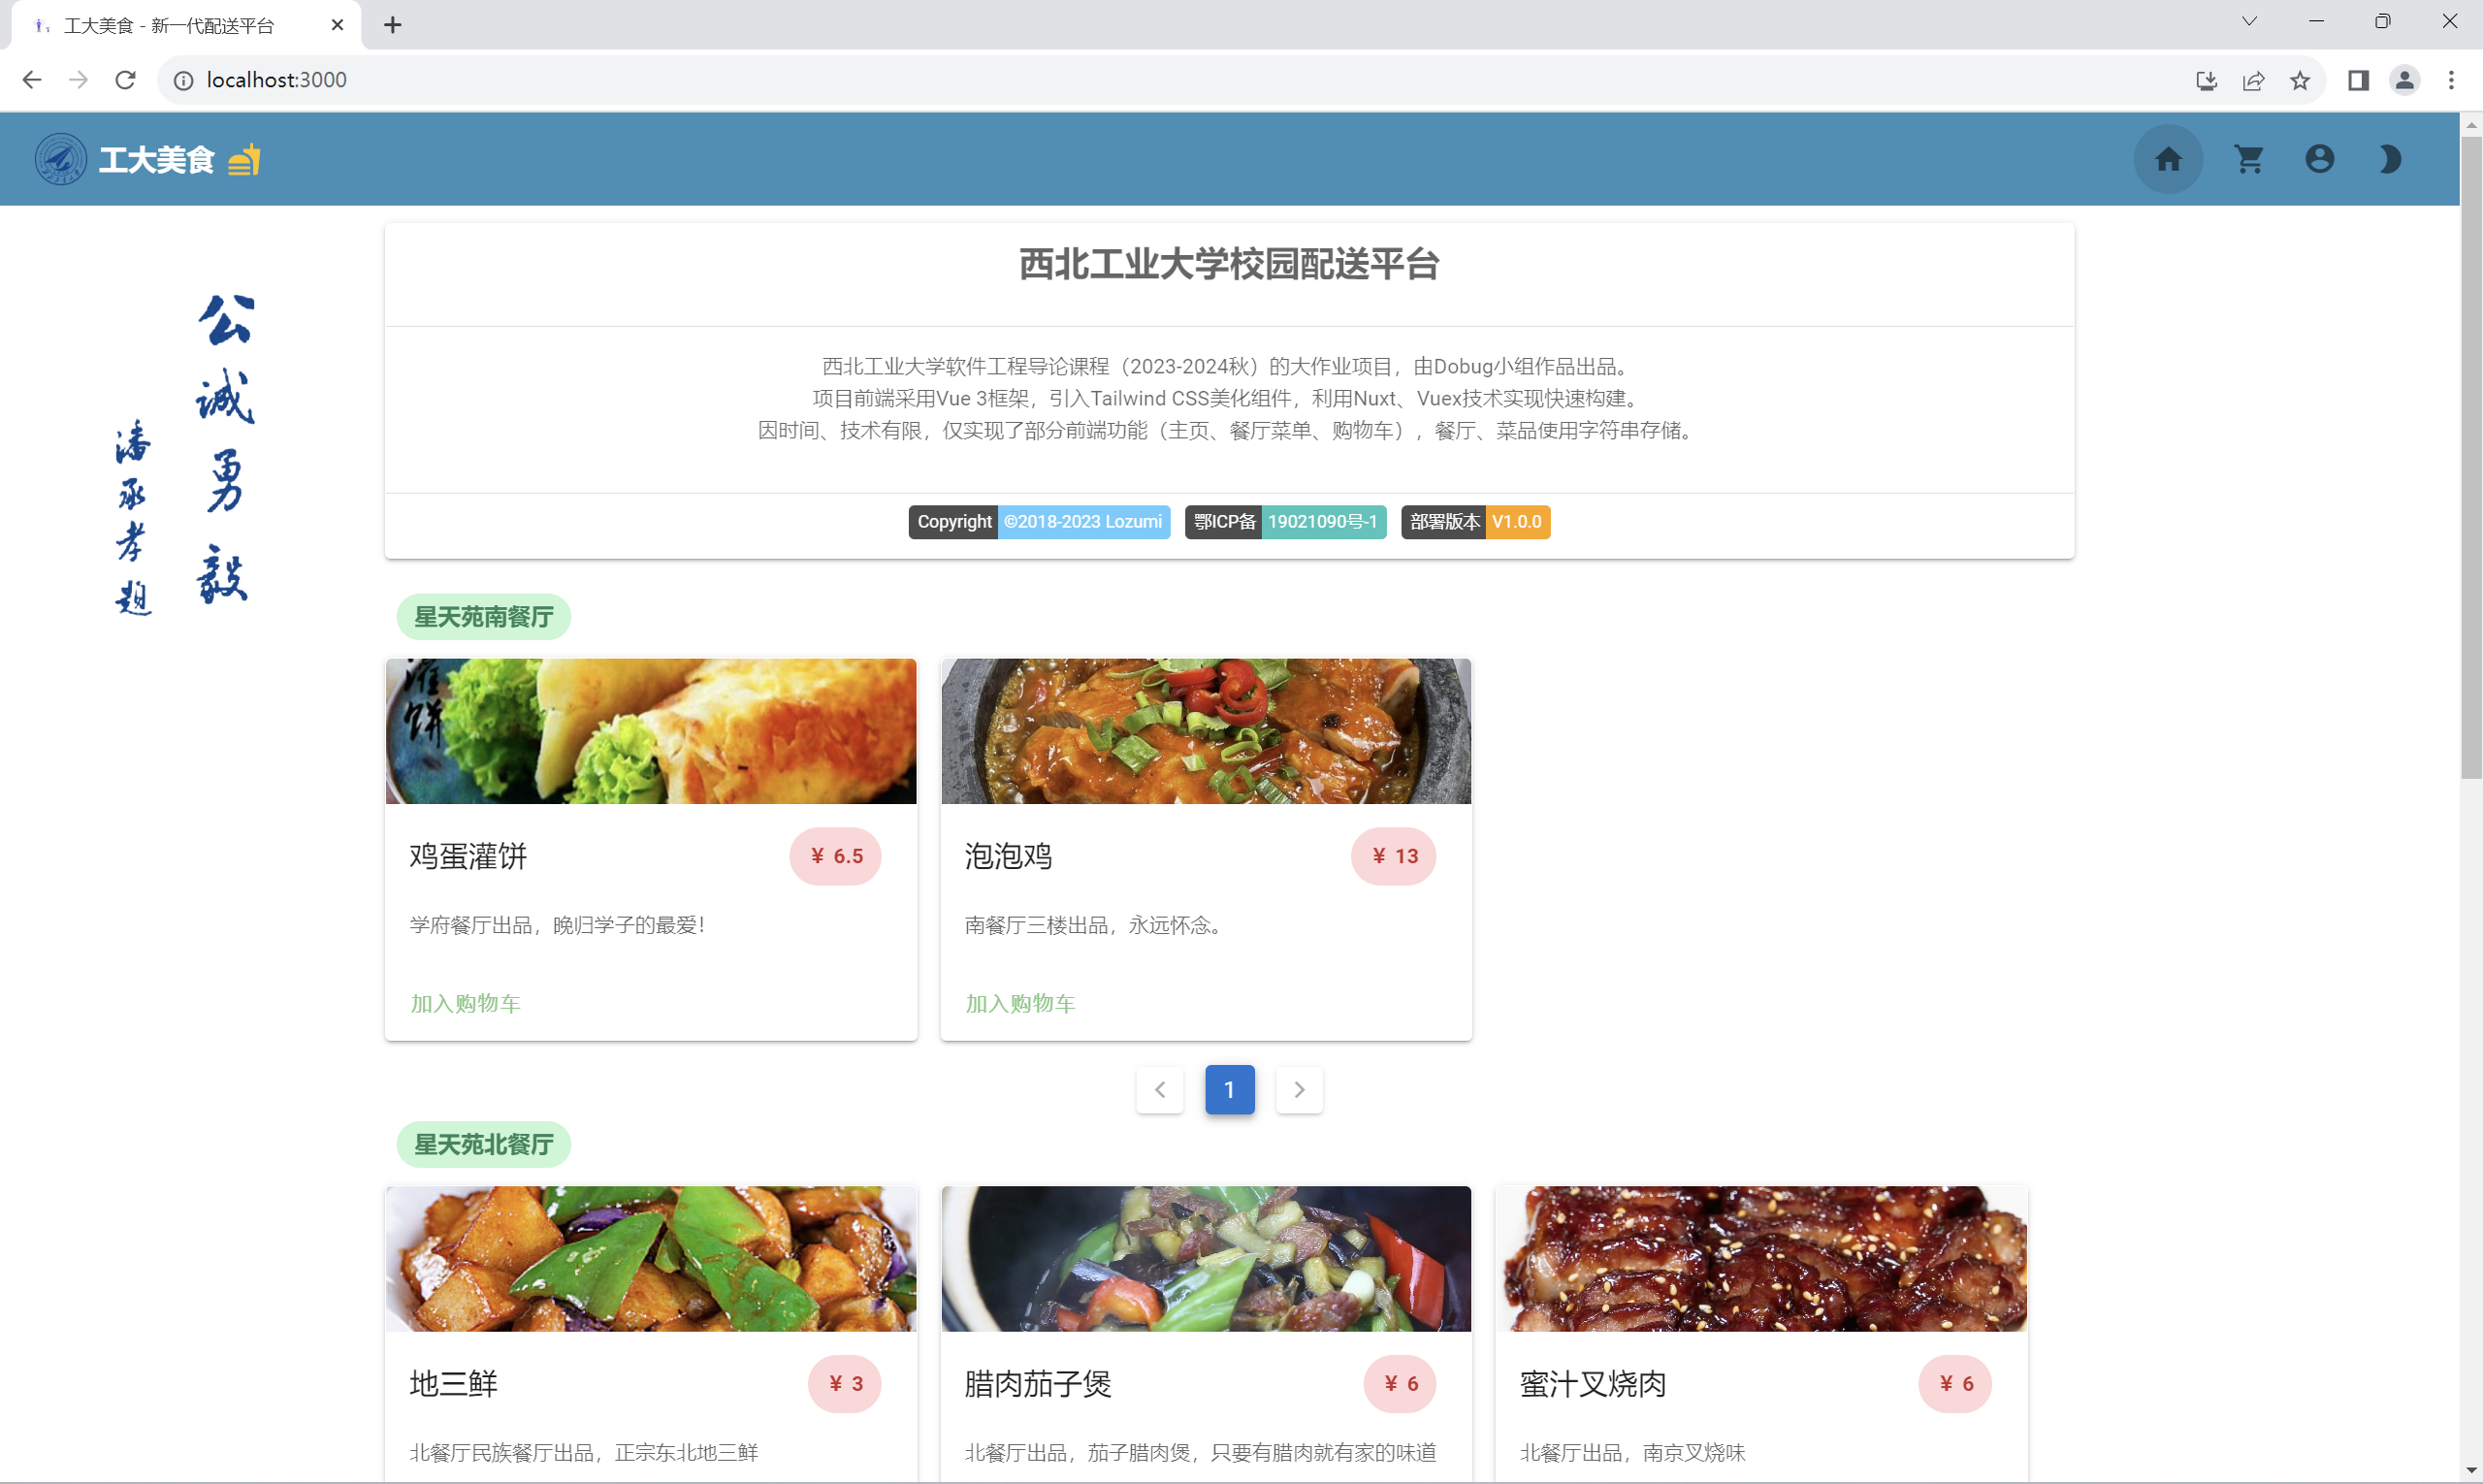 工大美食 - 新一代配送平台
localhost:3000
工大美食
公诚勇毅
潘承孝题
西北工业大学校园配送平台
西北工业大学软件工程导论课程（2023-2024秋）的大作业项目，由Dobug小组作品出品。
项目前端采用Vue 3框架，引入Tailwind CSS美化组件，利用Nuxt、Vuex技术实现快速构建。
因时间、技术有限，仅实现了部分前端功能（主页、餐厅菜单、购物车），餐厅、菜品使用字符串存储。
Copyright ©2018-2023 Lozumi 鄂ICP备 19021090号-1 部署版本 V1.0.0
星天苑南餐厅
灌饼
鸡蛋灌饼 ¥ 6.5
学府餐厅出品，晚归学子的最爱！
加入购物车
泡泡鸡 ¥ 13
南餐厅三楼出品，永远怀念。
加入购物车
1
星天苑北餐厅
地三鲜 ¥ 3
北餐厅民族餐厅出品，正宗东北地三鲜
腊肉茄子煲 ¥ 6
北餐厅出品，茄子腊肉煲，只要有腊肉就有家的味道
蜜汁叉烧肉 ¥ 6
北餐厅出品，南京叉烧味